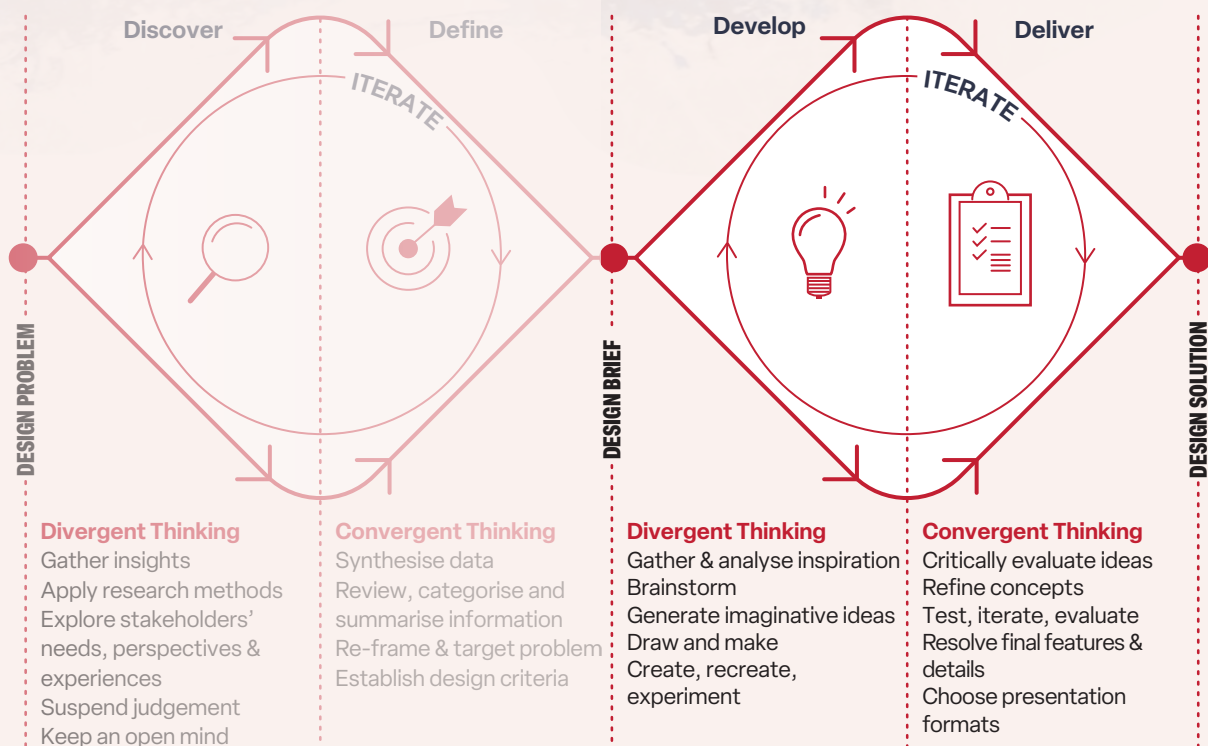 Discover
Define
Develop
Deliver
ITERATE
ITERATE
DESIGN PROBLEM
DESIGN BRIEF
DESIGN SOLUTION
Divergent Thinking
Gather insights
Apply research methods
Explore stakeholders’
needs, perspectives &
experiences
Suspend judgement
Keep an open mind
Convergent Thinking
Synthesise data
Review, categorise and
summarise information
Re-frame & target problem
Establish design criteria
Divergent Thinking
Gather & analyse inspiration
Brainstorm
Generate imaginative ideas
Draw and make
Create, recreate,
experiment
Convergent Thinking
Critically evaluate ideas
Refine concepts
Test, iterate, evaluate
Resolve final features &
details
Choose presentation
formats